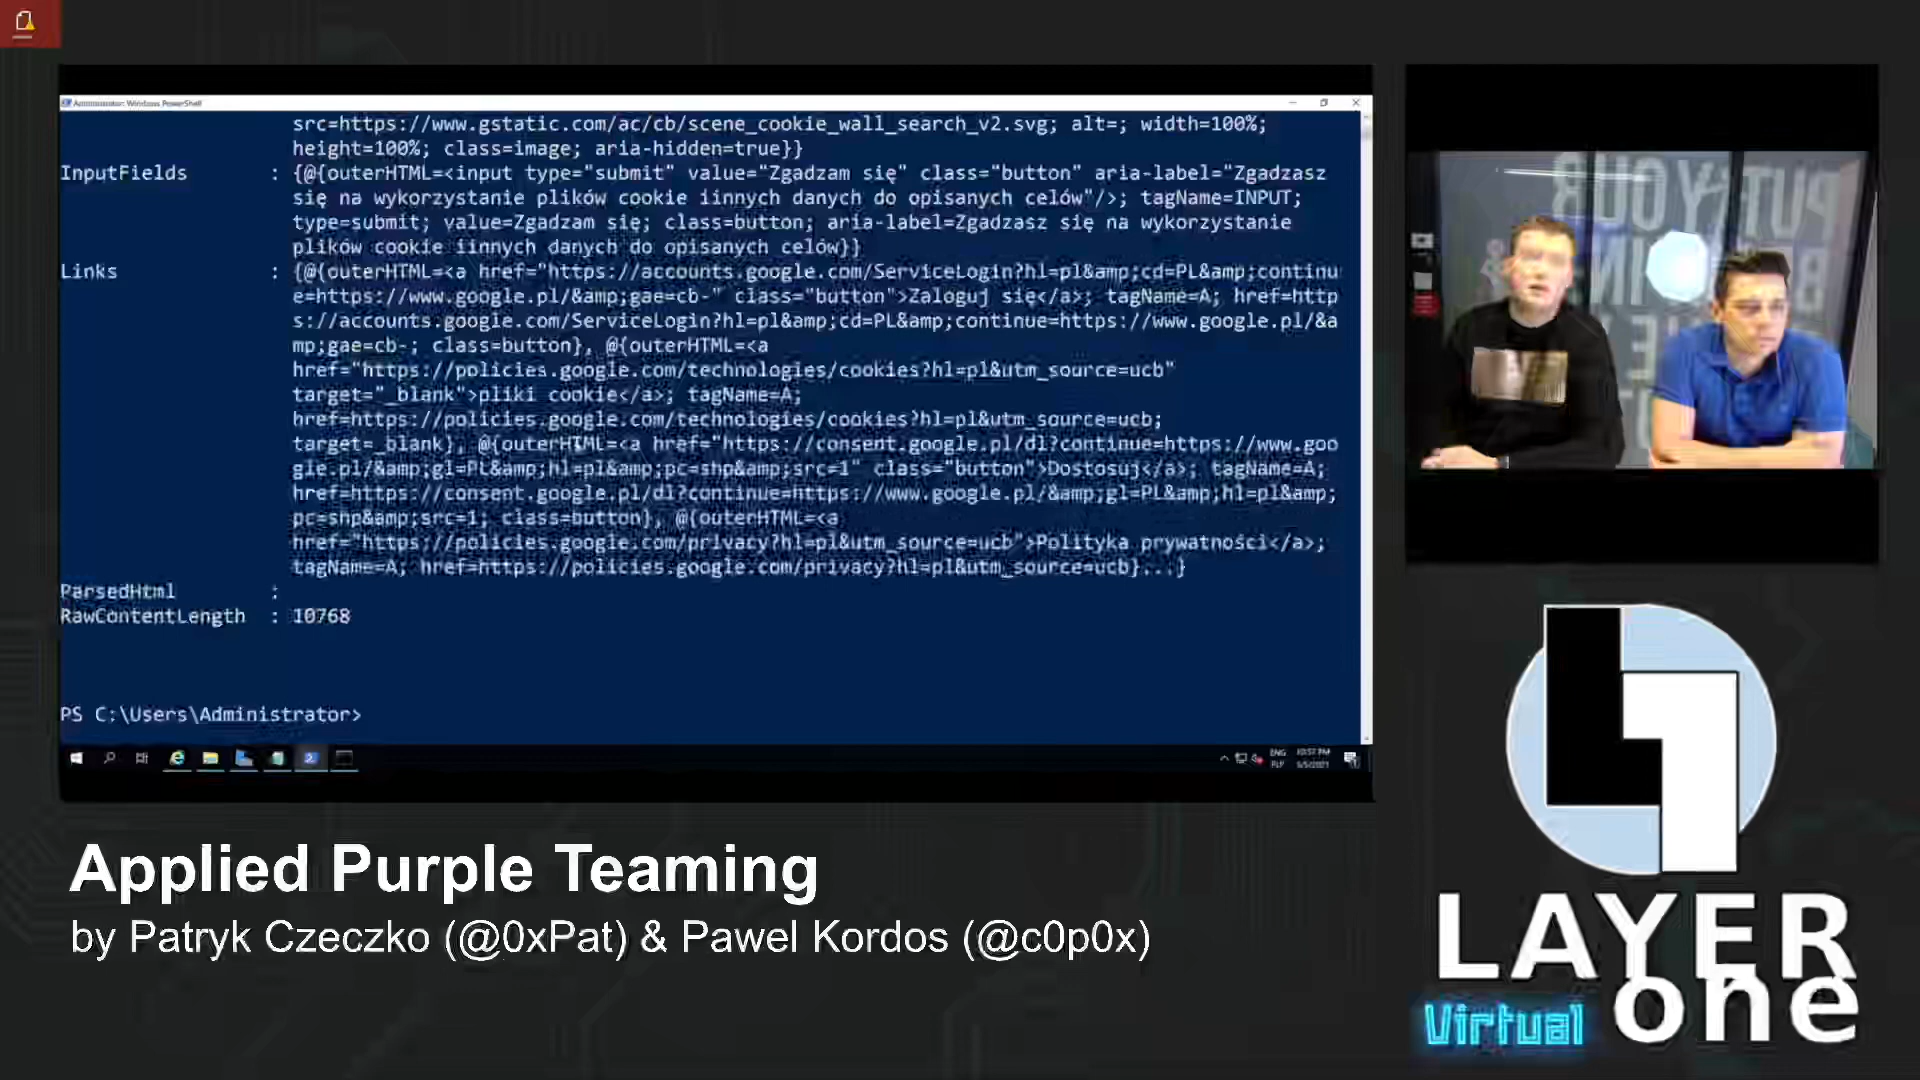 Administrator: Windows PowerShell
src=https://www.gstatic.com/ac/cb/scene_cookie_wall_search_v2.svg; alt=; width=100%;
height=100%; class=image; aria-hidden=true}}
InputFields : {@{outerHTML=<input type="submit" value="Zgadzam się" class="button" aria-label="Zgadzasz
się na wykorzystanie plików cookie iinnych danych do opisanych celów"/>; tagName=INPUT;
type=submit; value=Zgadzam się; class=button; aria-label=Zgadzasz się na wykorzystanie
plików cookie iinnych danych do opisanych celów}}
Links : {@{outerHTML=<a href="https://accounts.google.com/ServiceLogin?hl=pl&amp;cd=PL&amp;continu
e=https://www.google.pl/&amp;gae=cb-" class="button">Zaloguj się</a>; tagName=A; href=http
s://accounts.google.com/ServiceLogin?hl=pl&amp;cd=PL&amp;continue=https://www.google.pl/&a
mp;gae=cb-; class=button}, @{outerHTML=<a
href="https://policies.google.com/technologies/cookies?hl=pl&utm_source=ucb"
target="_blank">pliki cookie</a>; tagName=A;
href=https://policies.google.com/technologies/cookies?hl=pl&utm_source=ucb;
target=_blank}, @{outerHTML=<a href="https://consent.google.pl/dl?continue=https://www.goo
gle.pl/&amp;gl=PL&amp;hl=pl&amp;pc=shp&amp;src=1" class="button">Dostosuj</a>; tagName=A;
href=https://consent.google.pl/dl?continue=https://www.google.pl/&amp;gl=PL&amp;hl=pl&amp;
pc=shp&amp;src=1; class=button}, @{outerHTML=<a
href="https://policies.google.com/privacy?hl=pl&utm_source=ucb">Polityka prywatności</a>;
tagName=A; href=https://policies.google.com/privacy?hl=pl&utm_source=ucb}...}
ParsedHtml :
RawContentLength : 10768
PS C:\Users\Administrator>
ENG 10:57 PM
Applied Purple Teaming
by Patryk Czeczko (@0xPat) & Pawel Kordos (@c0p0x)
LAYER
one
Virtual